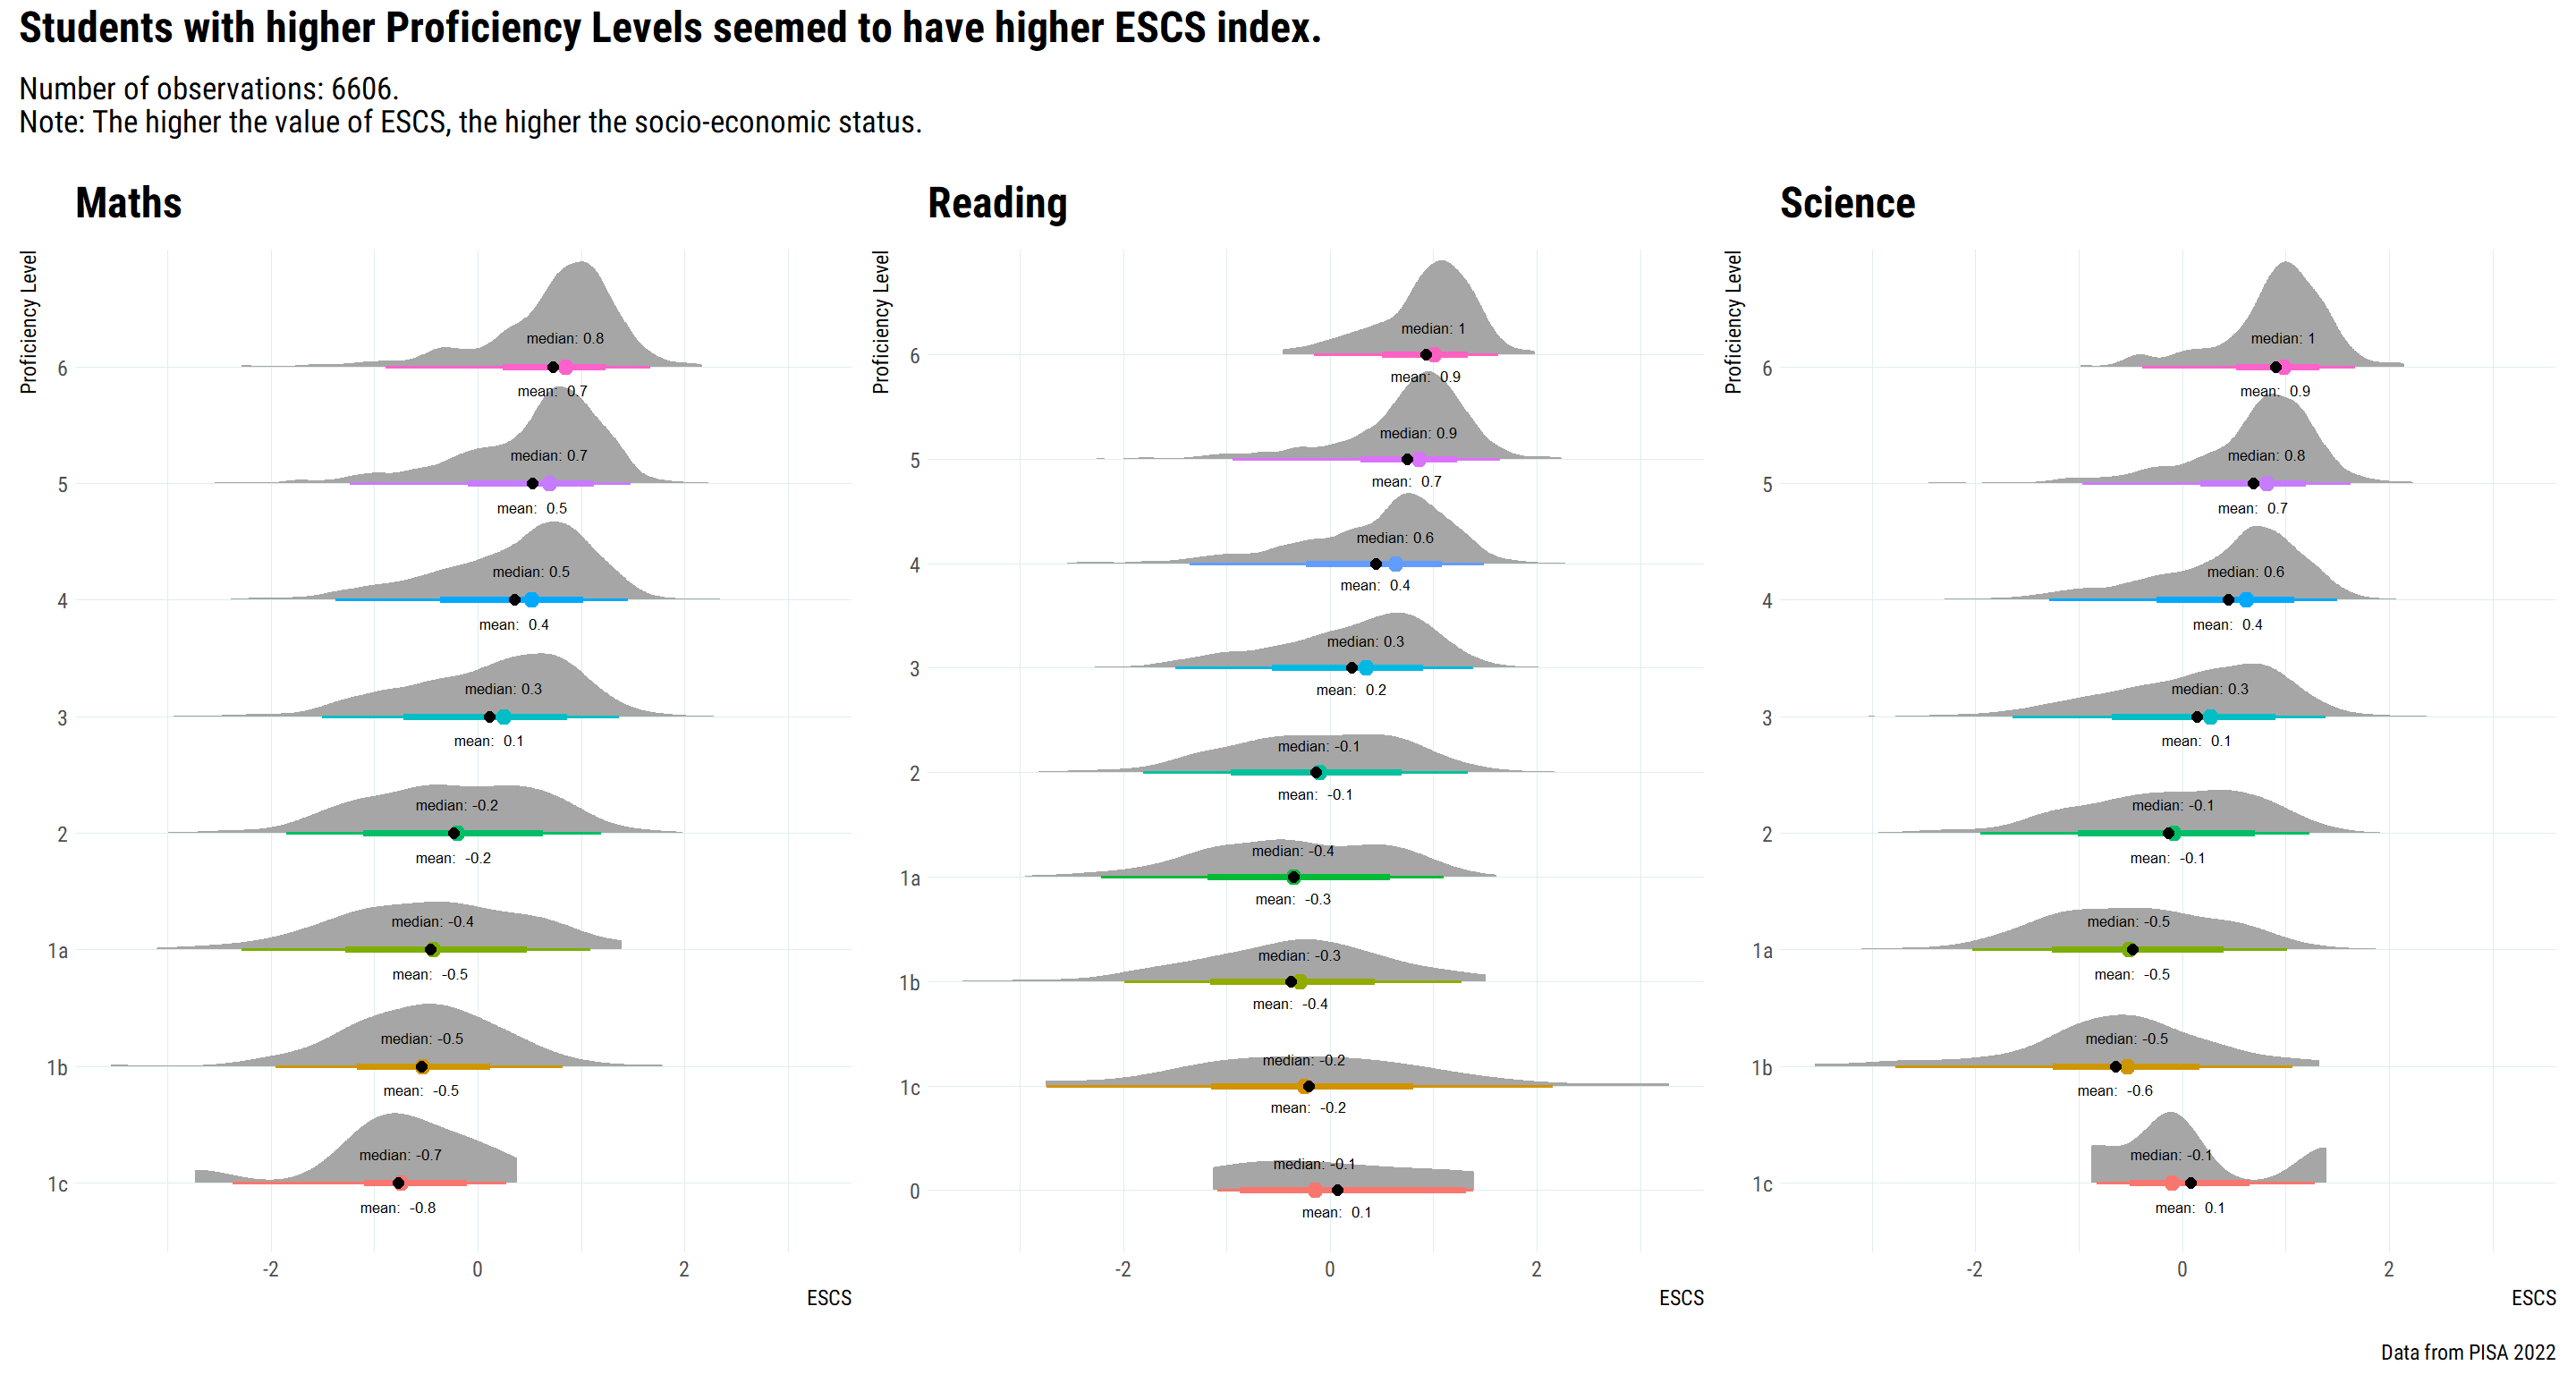 Students with higher Proficiency Levels seemed to have higher ESCS index.
Number of observations: 6606.
Note: The higher the value of ESCS, the higher the socio-economic status.
Maths
Proficiency Level
6
median: 0.8
mean: 0.7
5
median: 0.7
mean: 0.5
4
median: 0.5
mean: 0.4
3
median: 0.3
mean: 0.1
2
median: -0.2
mean: -0.2
1a
median: -0.4
mean: -0.5
1b
median: -0.5
mean: -0.5
1c
median: -0.7
mean: -0.8
-2 0 2
ESCS
Reading
Proficiency Level
6
median: 1
mean: 0.9
5
median: 0.9
mean: 0.7
4
median: 0.6
mean: 0.4
3
median: 0.3
mean: 0.2
2
median: -0.1
mean: -0.1
1a
median: -0.4
mean: -0.3
1b
median: -0.3
mean: -0.4
1c
median: -0.2
mean: -0.2
0
median: -0.1
mean: 0.1
-2 0 2
ESCS
Science
Proficiency Level
6
median: 1
mean: 0.9
5
median: 0.8
mean: 0.7
4
median: 0.6
mean: 0.4
3
median: 0.3
mean: 0.1
2
median: -0.1
mean: -0.1
1a
median: -0.5
mean: -0.5
1b
median: -0.5
mean: -0.6
1c
median: -0.1
mean: 0.1
-2 0 2
ESCS
Data from PISA 2022